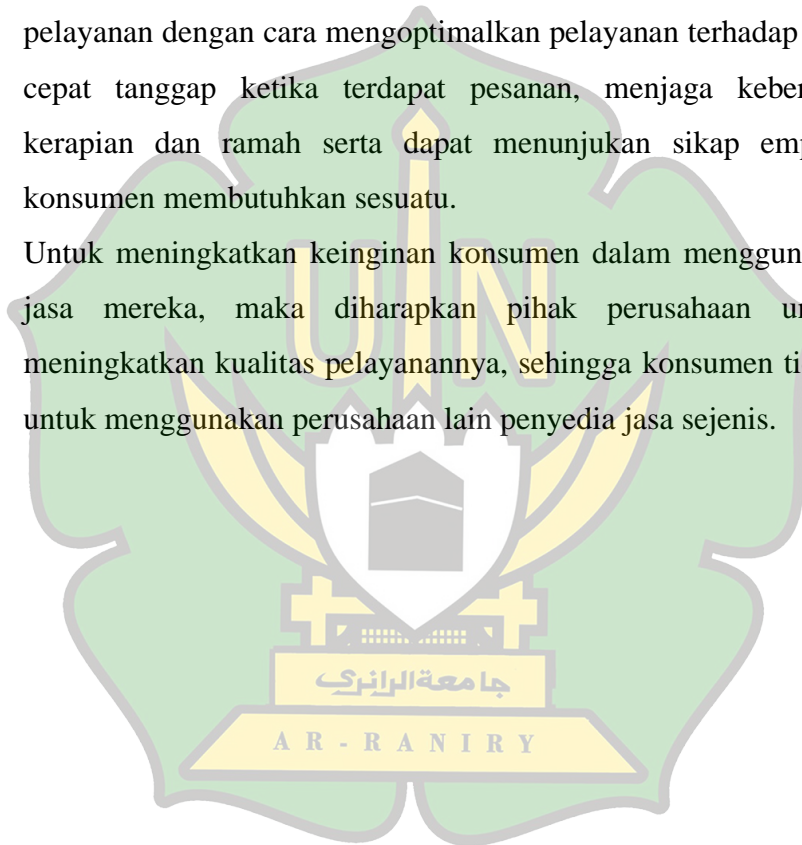 pelayanan dengan cara mengoptimalkan pelayanan terhadap
cepat tanggap ketika terdapat pesanan, menjaga keber
kerapian dan ramah serta dapat menunjukan sikap emp
konsumen membutuhkan sesuatu.
Untuk meningkatkan keinginan konsumen dalam menggun
jasa mereka, maka diharapkan pihak perusahaan un
meningkatkan kualitas pelayanannya, sehingga konsumen ti
untuk menggunakan perusahaan lain penyedia jasa sejenis.
UIN
جامعةالرانري
AR-RANIRY